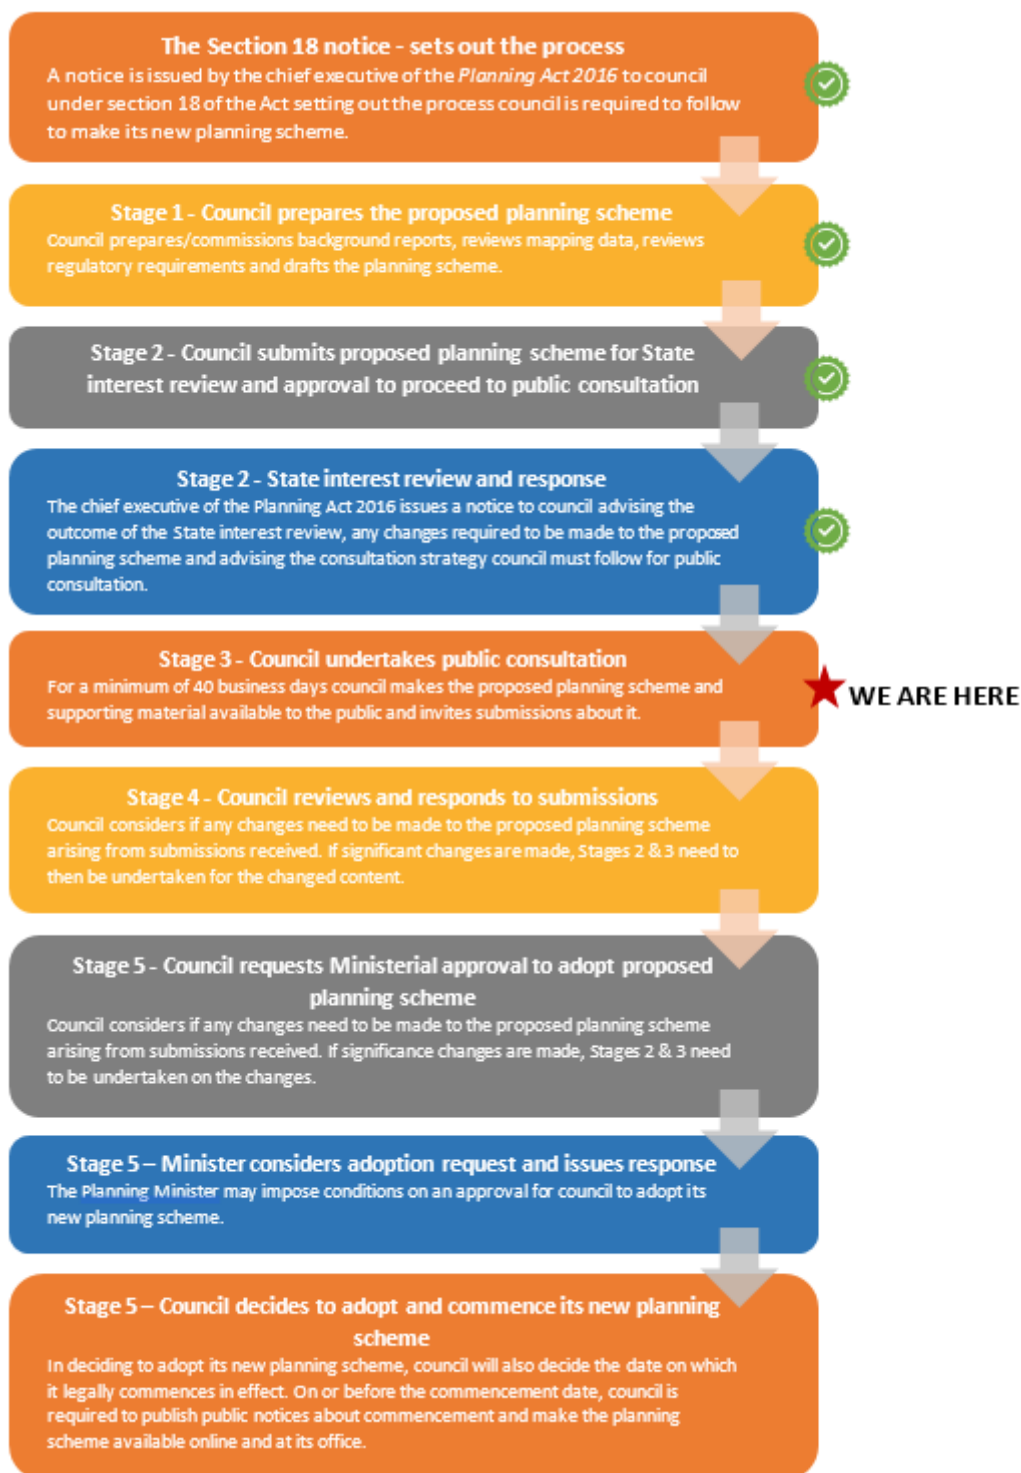 The Section 18 notice - sets out the process
A notice is issued by the chief executive of the Planning Act 2016 to council
under section 18 of the Act setting out the process council is required to follow
to make its new planning scheme.
Stage 1 - Council prepares the proposed planning scheme
Council prepares/commissions background reports, reviews mapping data, reviews
regulatory requirements and drafts the planning scheme.
Stage 2 - Council submits proposed planning scheme for State
interest review and approval to proceed to public consultation
Stage 2 - State interest review and response
The chief executive of the Planning Act 2016 issues a notice to council advising the
outcome of the State interest review, any changes required to be made to the proposed
planning scheme and advising the consultation strategy council must follow for public
consultation.
Stage 3 - Council undertakes public consultation
For a minimum of 40 business days council makes the proposed planning scheme and
supporting material available to the public and invites submissions about it.
WE ARE HERE
Stage 4 - Council reviews and responds to submissions
Council considers if any changes need to be made to the proposed planning scheme
arising from submissions received. If significant changes are made, Stages 2 & 3 need to
then be undertaken for the changed content.
Stage 5 - Council requests Ministerial approval to adopt proposed
planning scheme
Council considers if any changes need to be made to the proposed planning scheme
arising from submissions received. If significance changes are made, Stages 2 & 3 need
to be undertaken on the changes.
Stage 5 – Minister considers adoption request and issues response
The Planning Minister may impose conditions on an approval for council to adopt its
new planning scheme.
Stage 5 – Council decides to adopt and commence its new planning
scheme
In deciding to adopt its new planning scheme, council will also decide the date on which
it legally commences in effect. On or before the commencement date, council is
required to publish public notices about commencement and make the planning
scheme available online and at its office.